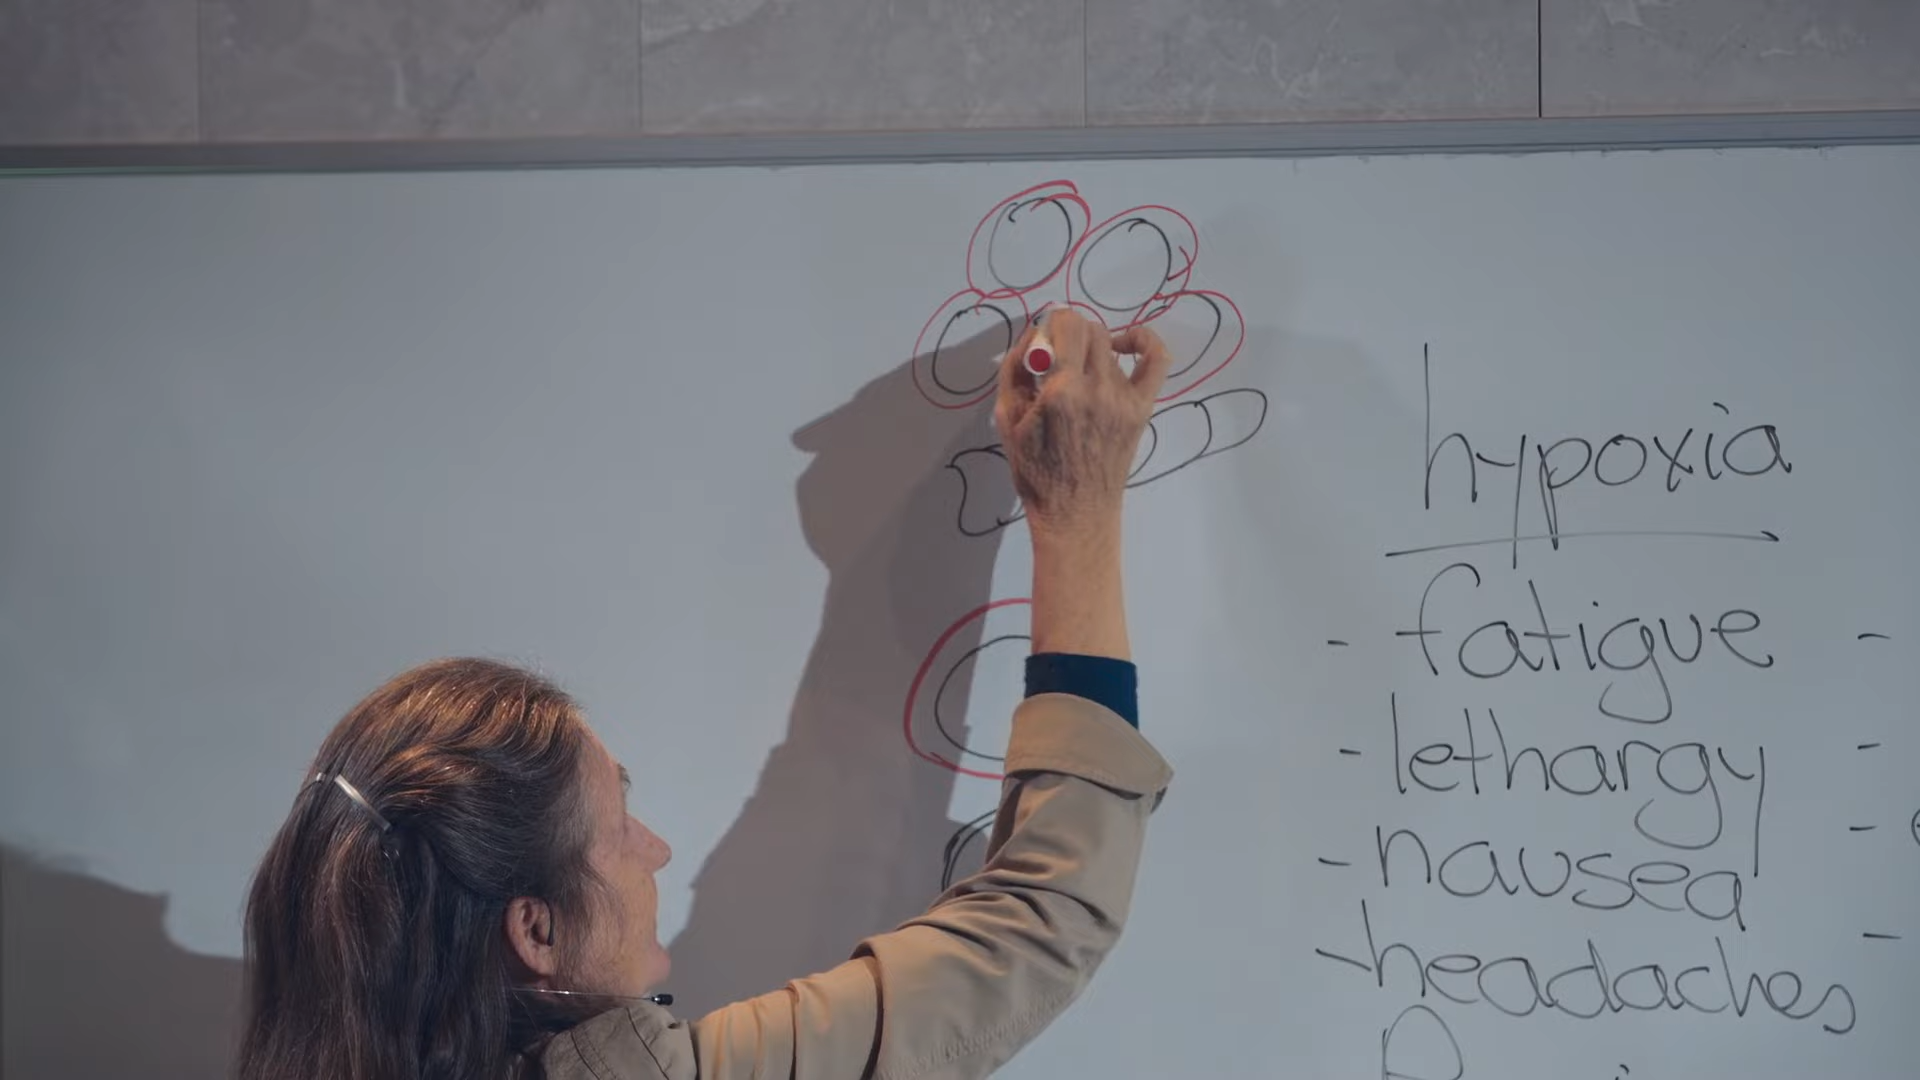 hypoxia
- fatigue -
- lethargy -
- nausea -
- headaches -